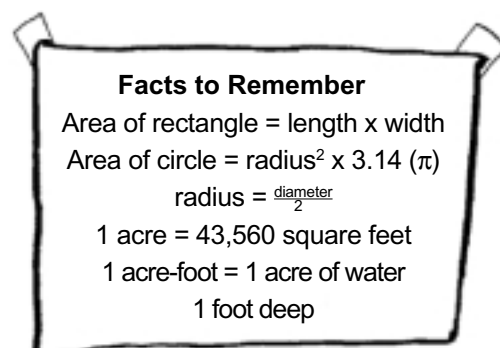 Facts to Remember
Area of rectangle = length x width
Area of circle = radius² x 3.14 (π)
radius = diameter/2
1 acre = 43,560 square feet
1 acre-foot = 1 acre of water
1 foot deep